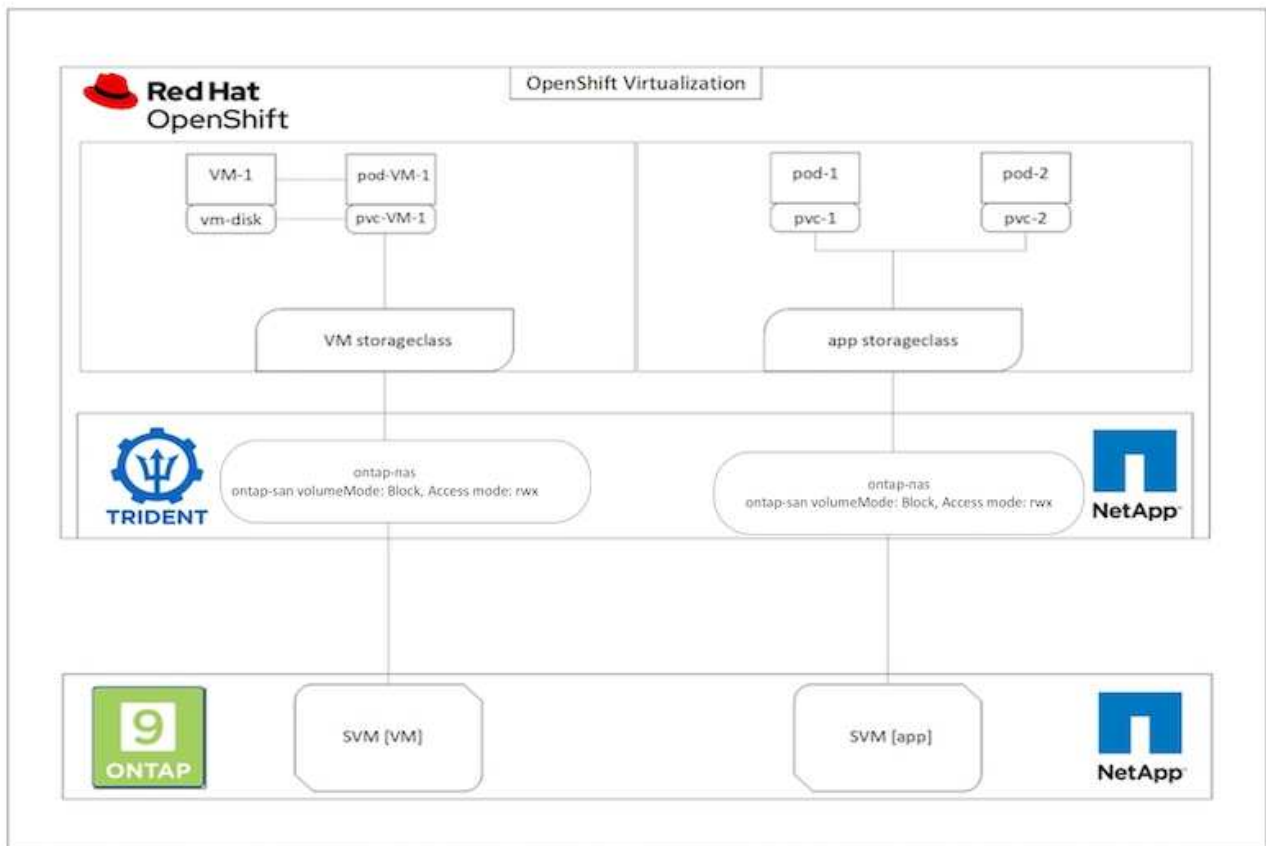 Red Hat
OpenShift
OpenShift Virtualization
VM-1
pod-VM-1
vm-disk
pvc-VM-1
pod-1
pod-2
pvc-1
pvc-2
VM storageclass
app storageclass
TRIDENT
ontap-nas
ontap-san volumeMode: Block, Access mode: rwx
ontap-nas
ontap-san volumeMode: Block, Access mode: rwx
NetApp
9
ONTAP
SVM [VM]
SVM [app]
NetApp